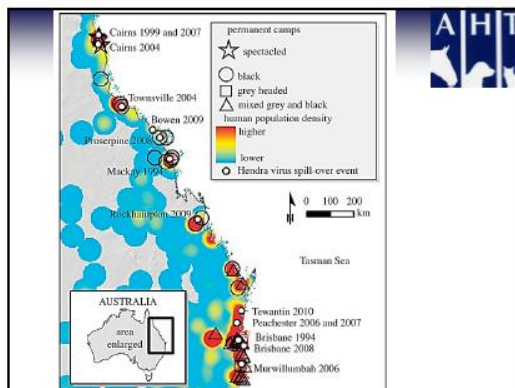 Cairns 1999 and 2007
Cairns 2004
Townsville 2004
Bowen 2009
Proserpine 2008
Mackay 1994
Rockhampton 2009
permanent camps
spectacled
black
grey headed
mixed grey and black
human population density
higher
lower
Hendra virus spill-over event
N
0 100 200
km
Tasman Sea
AUSTRALIA
area
enlarged
Tewantin 2010
Peachester 2006 and 2007
Brisbane 1994
Brisbane 2008
Murwillumbah 2006
AHT